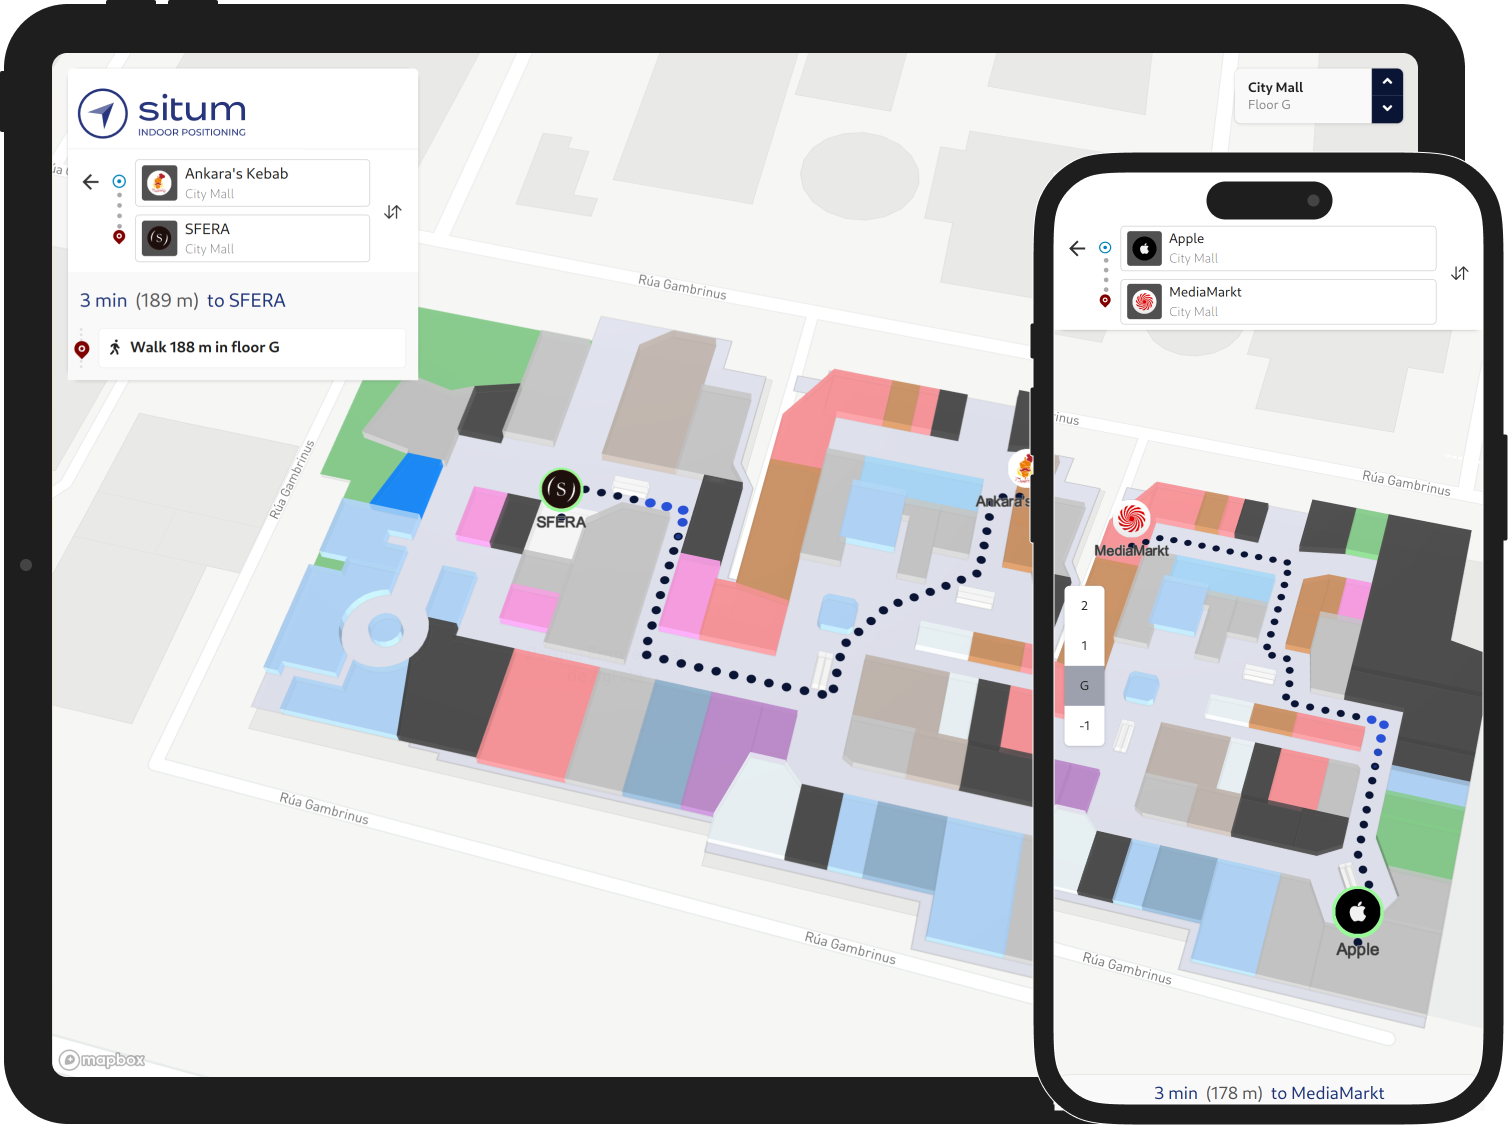 situm
INDOOR POSITIONING
Ankara's Kebab
City Mall
SFERA
City Mall
3 min (189 m) to SFERA
Walk 188 m in floor G
City Mall
Floor G
Rúa Gambrinus
Rúa Gambrinus
(S)
SFERA
Ankara's
Rúa Gambrinus
Rúa Gambrinus
mapbox
Apple
City Mall
MediaMarkt
City Mall
Rúa Gambrinus
MediaMarkt
2
1
G
-1
Apple
Rúa Gambrinus
3 min (178 m) to MediaMarkt